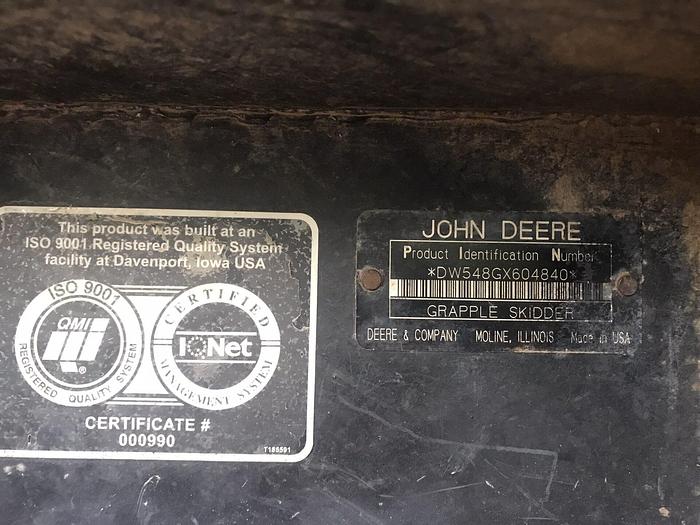 This product was built at an
ISO 9001 Registered Quality System
facility at Davenport, Iowa USA
ISO 9001
QMI
®
REGISTERED QUALITY SYSTEM
CERTIFIED
IQNet
MANAGEMENT SYSTEM
CERTIFICATE #
000990
T185591
JOHN DEERE
Product Identification Number
*DW548GX604840*
GRAPPLE SKIDDER
DEERE & COMPANY MOLINE, ILLINOIS Made in USA